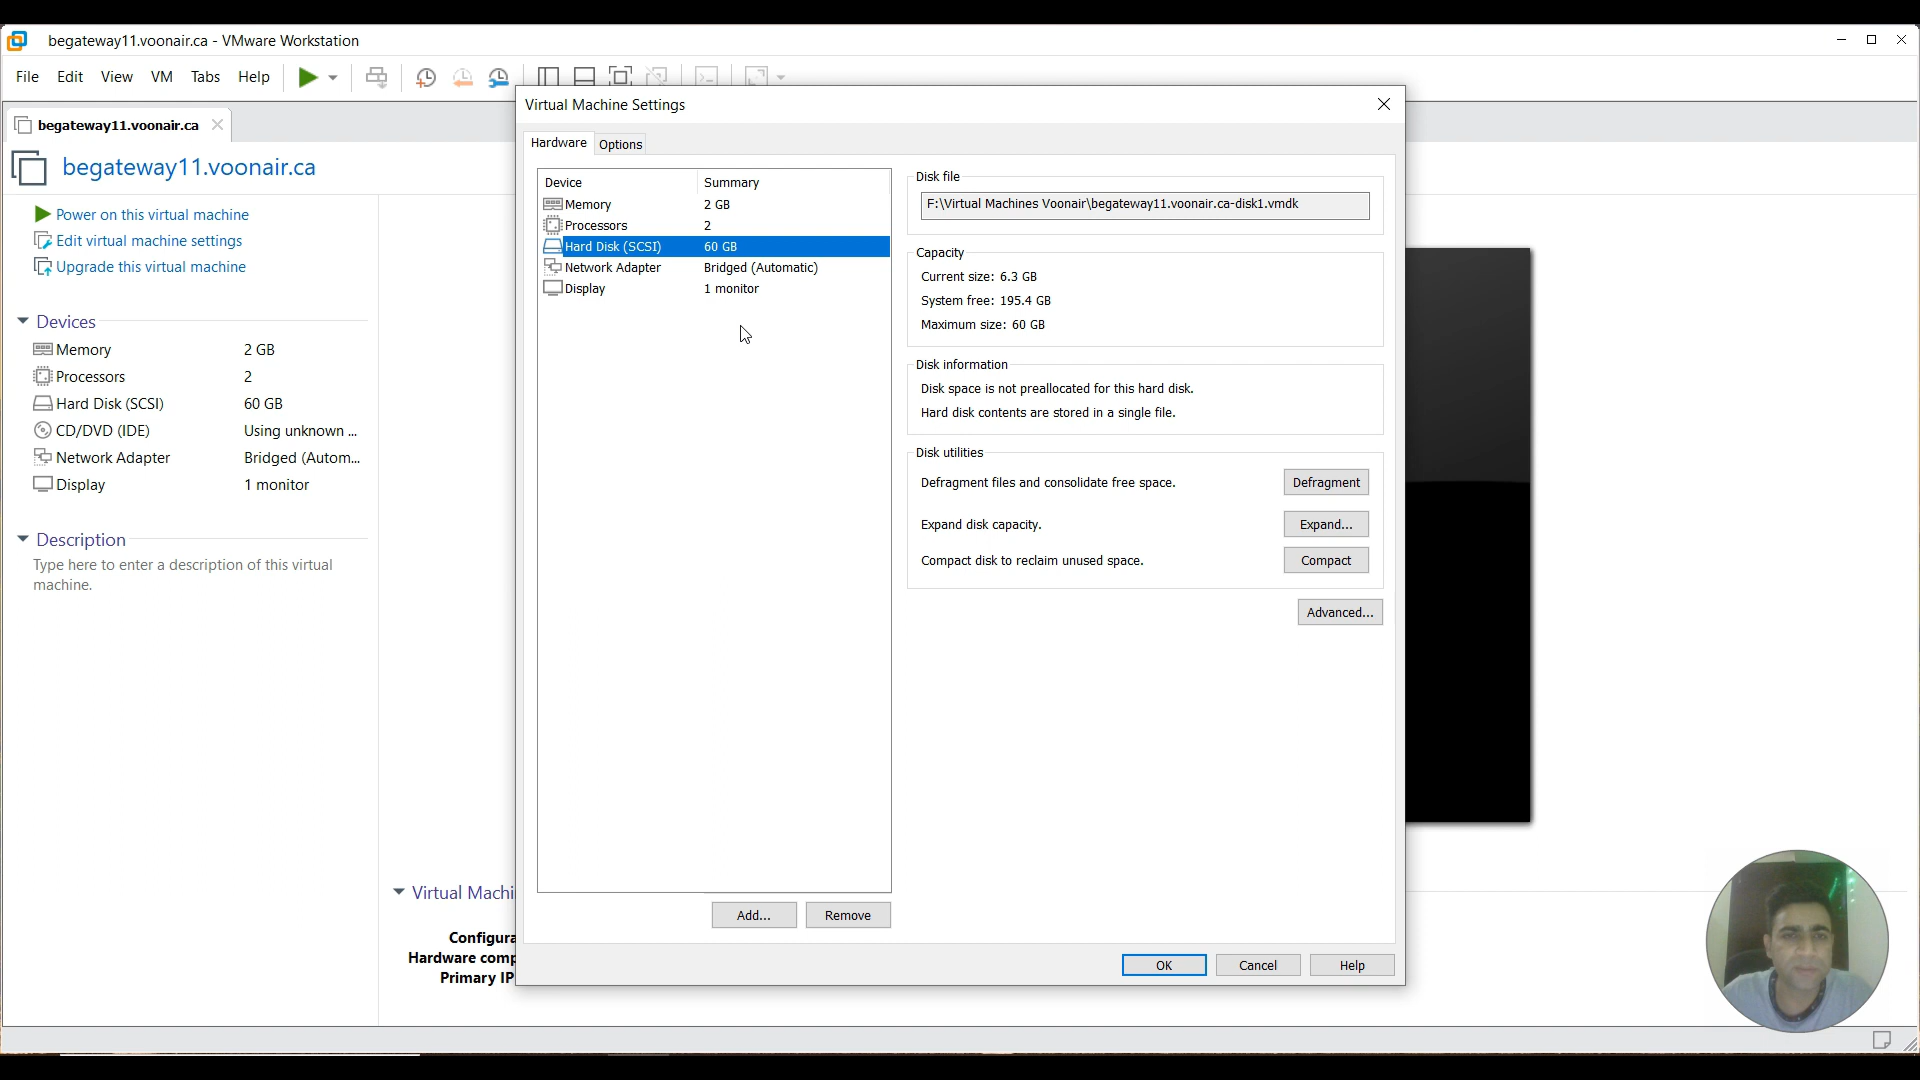 begateway11.voonair.ca - VMware Workstation
File Edit View VM Tabs Help
begateway11.voonair.ca
begateway11.voonair.ca
Power on this virtual machine
Edit virtual machine settings
Upgrade this virtual machine
Devices
Memory 2 GB
Processors 2
Hard Disk (SCSI) 60 GB
CD/DVD (IDE) Using unknown ...
Network Adapter Bridged (Autom...
Display 1 monitor
Description
Type here to enter a description of this virtual
machine.
Virtual Machi
Configura
Hardware comp
Primary IP
Virtual Machine Settings
Hardware Options
Device Summary
Memory 2 GB
Processors 2
Hard Disk (SCSI) 60 GB
Network Adapter Bridged (Automatic)
Display 1 monitor
Add... Remove
Disk file
F:\Virtual Machines Voonair\begateway11.voonair.ca-disk1.vmdk
Capacity
Current size: 6.3 GB
System free: 195.4 GB
Maximum size: 60 GB
Disk information
Disk space is not preallocated for this hard disk.
Hard disk contents are stored in a single file.
Disk utilities
Defragment files and consolidate free space. Defragment
Expand disk capacity. Expand...
Compact disk to reclaim unused space. Compact
Advanced...
OK Cancel Help